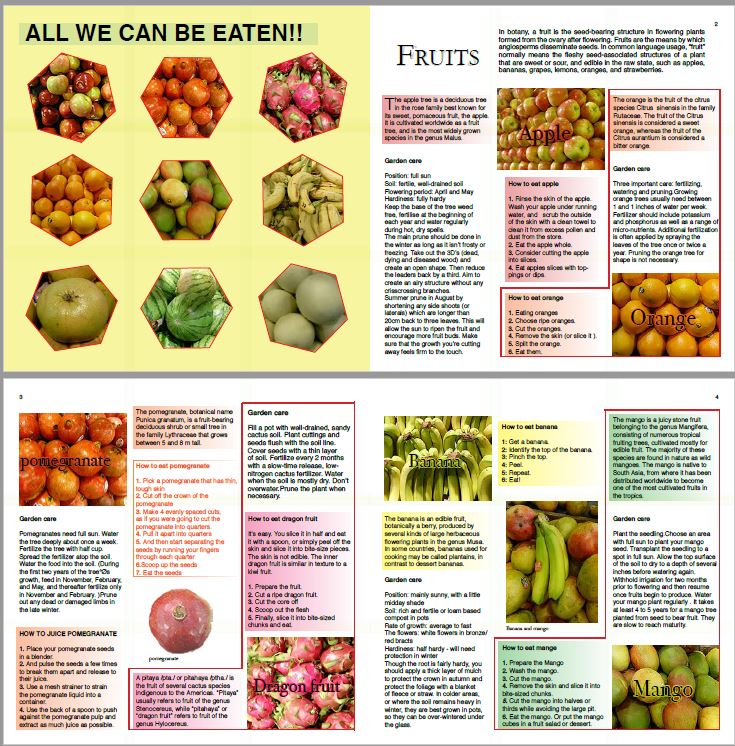 ALL WE CAN BE EATEN!!
2
FRUITS
In botany, a fruit is the seed-bearing structure in flowering plants
formed from the ovary after flowering. Fruits are the means by which
angiosperms disseminate seeds. In common language usage, "fruit"
normally means the fleshy seed-associated structures of a plant
that are sweet or sour, and edible in the raw state, such as apples,
bananas, grapes, lemons, oranges, and strawberries.
The apple tree is a deciduous tree
in the rose family best known for
its sweet, pomaceous fruit, the apple.
It is cultivated worldwide as a fruit
tree, and is the most widely grown
species in the genus Malus.
Garden care
Position: full sun
Soil: fertile, well-drained soil
Flowering period: April and May
Hardiness: fully hardy
Keep the base of the tree weed
free, fertilise at the beginning of
each year and water regularly
during hot, dry spells.
The main prune should be done in
the winter as long as it isn't frosty or
freezing. Take out the 3D's (dead,
dying and diseased wood) and
create an open shape. Then reduce
the leaders back by a third. Aim to
create an airy structure without any
crisscrossing branches.
Summer prune in August by
shortening any side shoots (or
laterals) which are longer than
20cm back to three leaves. This will
allow the sun to ripen the fruit and
encourage more fruit buds. Make
sure that the growth you're cutting
away feels firm to the touch.
Apple
How to eat apple
1. Rinse the skin of the apple.
Wash your apple under running
water, and scrub the outside
of the skin with a clean towel to
clean it from excess pollen and
dust from the store.
2. Eat the apple whole.
3. Consider cutting the apple
into slices.
4. Eat apples slices with top-
pings or dips.
How to eat orange
1. Eating oranges
2. Choose ripe oranges.
3. Cut the oranges.
4. Remove the skin (or slice it ).
5. Split the orange.
6. Eat them.
The orange is the fruit of the citrus
species Citrus sinensis in the family
Rutaceae. The fruit of the Citrus
sinensis is considered a sweet
orange, whereas the fruit of the
Citrus aurantium is considered a
bitter orange.
Garden care
Three important care: fertilizing,
watering and pruning.Growing
orange trees usually need between
1 and 1 inches of water per week.
Fertilizer should include potassium
and phosphorus as well as a range of
micro-nutrients. Additional fertilization
is often applied by spraying the
leaves of the tree once or twice a
year. Pruning the orange tree for
shape is not necessary.
Orange
3
pomegranate
Garden care
Pomegranates need full sun. Water
the tree deeply about once a week.
Fertilize the tree with half cup.
Spread the fertilizer atop the soil.
Water the food into the soil. (During
the first two years of the tree"Ôs
growth, feed in November, February,
and May, and thereafter fertilize only
in November and February. )Prune
out any dead or damaged limbs in
the late winter.
HOW TO JUICE POMEGRANATE
1. Place your pomegranate seeds
in a blender.
2. And pulse the seeds a few times
to break them apart and release to
their juice.
3. Use a mesh strainer to strain
the pomegranate liquid into a
container.
4. Use the back of a spoon to push
against the pomegranate pulp and
extract as much juice as possible.
The pomegranate, botanical name
Punica granatum, is a fruit-bearing
deciduous shrub or small tree in
the family Lythraceae that grows
between 5 and 8 m tall.
How to eat pomegranate
1. Pick a pomegranate that has thin,
tough skin
2. Cut off the crown of the
pomegranate
3. Make 4 evenly spaced cuts,
as if you were going to cut the
pomegranate into quarters.
4. Pull it apart into quarters
5. And then start separating the
seeds by running your fingers
through each quarter
6.Scoop up the seeds
7. Eat the seeds
pomegranate
A pitaya /pɪtaɪ.ə/ or pitahaya /pɪtə.haɪ.ə/ is
the fruit of several cactus species
indigenous to the Americas. "Pitaya"
usually refers to fruit of the genus
Stenocereus, while "pitahaya" or
"dragon fruit" refers to fruit of the
genus Hylocereus.
Garden care
Fill a pot with well-drained, sandy
cactus soil. Plant cuttings and
seeds flush with the soil line.
Cover seeds with a thin layer
of soil. Fertilize every 2 months
with a slow-time release, low-
nitrogen cactus fertilizer. Water
when the soil is mostly dry. Don't
overwater.Prune the plant when
necessary.
How to eat dragon fruit
It's easy. You slice it in half and eat
it with a spoon, or simply peel off the
skin and slice it into bite-size pieces.
The skin is not edible. The inner
dragon fruit is similar in texture to a
kiwi fruit.
1. Prepare the fruit.
2. Cut a ripe dragon fruit.
3. Cut the core off
4. Scoop out the flesh
5. Finally, slice it into bite-sized
chunks and eat.
Dragon fruit
4
Banana
The banana is an edible fruit,
botanically a berry, produced by
several kinds of large herbaceous
flowering plants in the genus Musa.
In some countries, bananas used for
cooking may be called plantains, in
contrast to dessert bananas.
Garden care
Position: mainly sunny, with a little
midday shade
Soil: rich and fertile or loam based
compost in pots
Rate of growth: average to fast
The flowers: white flowers in bronze/
red bracts
Hardiness: half hardy - will need
protection in winter
Though the root is fairly hardy, you
should apply a thick layer of mulch
to protect the crown in autumn and
protect the foliage with a blanket
of fleece or straw. In colder areas,
or where the soil remains heavy in
winter, they are best grown in pots,
so they can be over-wintered under
the glass.
How to eat banana
1: Get a banana.
2: Identify the top of the banana.
3: Pinch the top.
4: Peel.
5: Repeat.
6: Eat!
Banana and mango
How to eat mango
1. Prepare the Mango
2. Wash the mango.
3. Cut the mango.
4. Remove the skin and slice it into
bite-sized chunks.
5. Cut the mango into halves or
thirds while avoiding the large pit.
6. Eat the mango. Or put the mango
cubes in a fruit salad or dessert.
The mango is a juicy stone fruit
belonging to the genus Mangifera,
consisting of numerous tropical
fruiting trees, cultivated mostly for
edible fruit. The majority of these
species are found in nature as wild
mangoes. The mango is native to
South Asia, from where it has been
distributed worldwide to become
one of the most cultivated fruits in
the tropics.
Garden care
Plant the seedling.Choose an area
with full sun to plant your mango
seed. Transplant the seedling to a
spot in full sun. Allow the top surface
of the soil to dry to a depth of several
inches before watering again.
Withhold irrigation for two months
prior to flowering and then resume
once fruits begin to produce. Water
your mango plant regularly . It takes
at least 4 to 5 years for a mango tree
planted from seed to bear fruit. They
are slow to reach maturity.
Mango